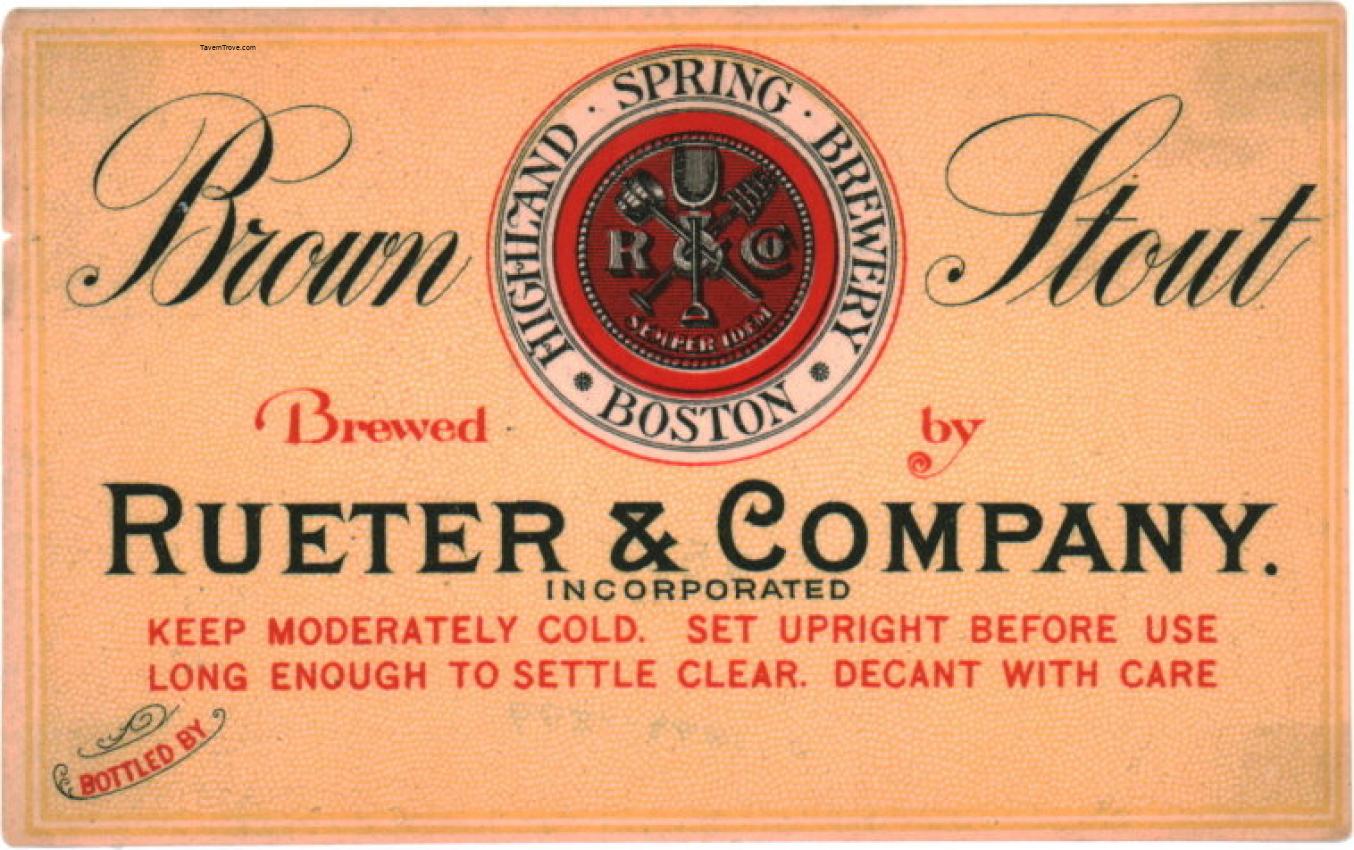 TavernTrove.com
HIGHLAND · SPRING · BREWERY
BOSTON
R & Co
SEMPER IDEM
Brown Stout
Brewed by
RUETER & COMPANY.
INCORPORATED
KEEP MODERATELY COLD. SET UPRIGHT BEFORE USE
LONG ENOUGH TO SETTLE CLEAR. DECANT WITH CARE
BOTTLED BY